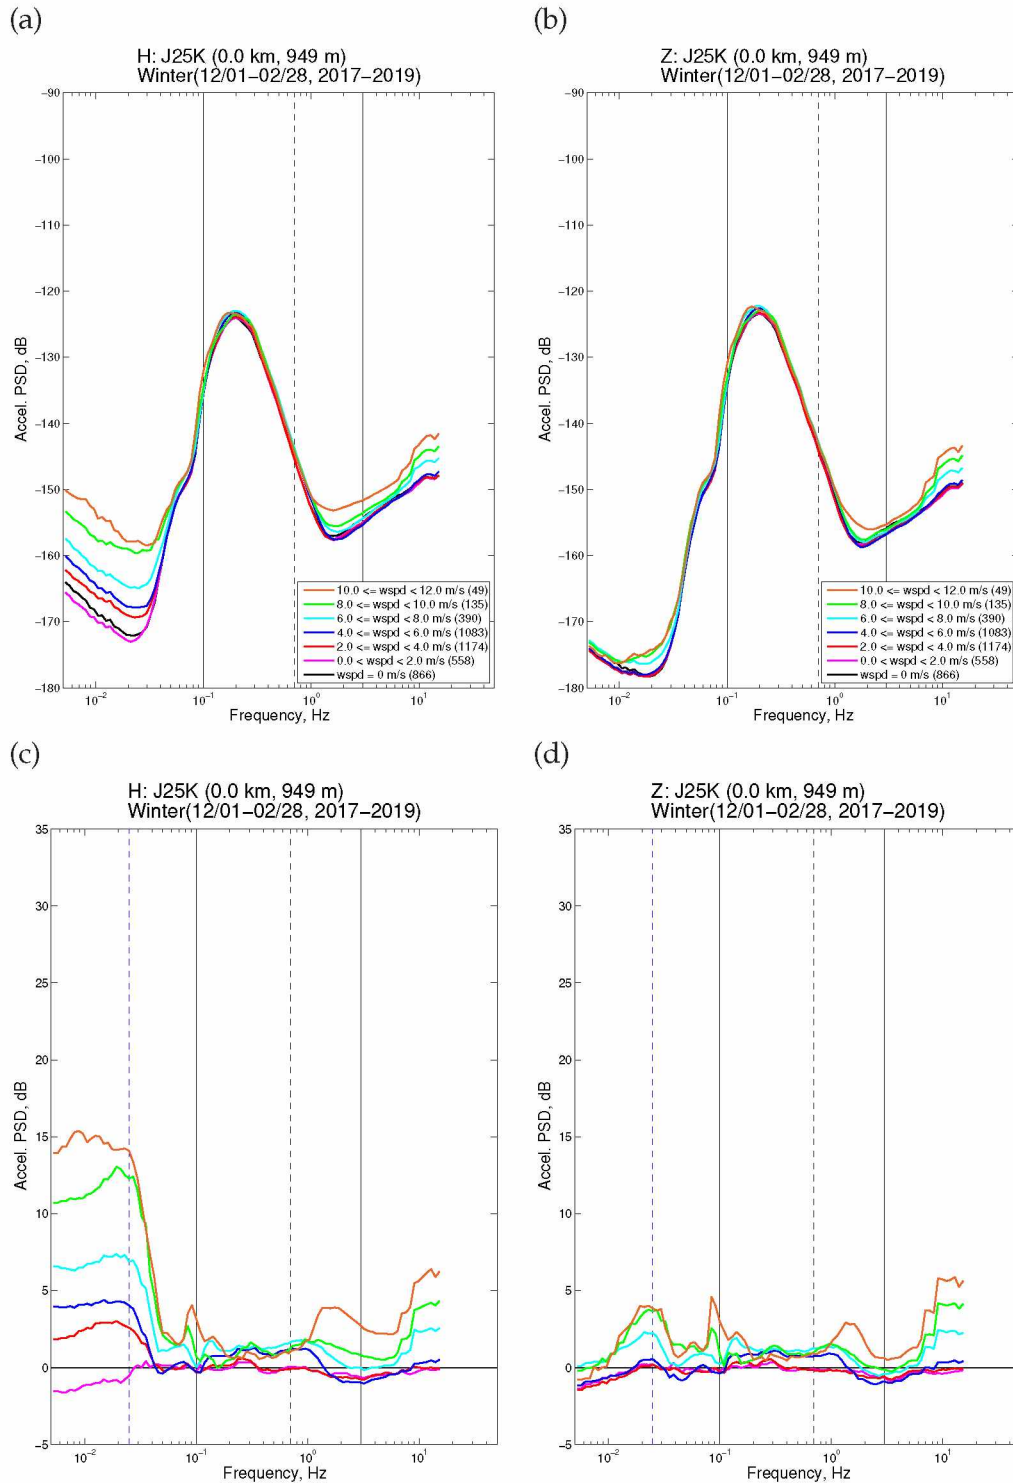 (a)
H: J25K (0.0 km, 949 m)
Winter(12/01−02/28, 2017−2019)
−90
−100
−110
−120
−130
−140
−150
−160
−170
−180
Accel. PSD, dB
10.0 <= wspd < 12.0 m/s (49)
8.0 <= wspd < 10.0 m/s (135)
6.0 <= wspd < 8.0 m/s (390)
4.0 <= wspd < 6.0 m/s (1083)
2.0 <= wspd < 4.0 m/s (1174)
0.0 < wspd < 2.0 m/s (558)
wspd = 0 m/s (866)
10⁻² 10⁻¹ 10⁰ 10¹
Frequency, Hz
(b)
Z: J25K (0.0 km, 949 m)
Winter(12/01−02/28, 2017−2019)
−90
−100
−110
−120
−130
−140
−150
−160
−170
−180
Accel. PSD, dB
10.0 <= wspd < 12.0 m/s (49)
8.0 <= wspd < 10.0 m/s (135)
6.0 <= wspd < 8.0 m/s (390)
4.0 <= wspd < 6.0 m/s (1083)
2.0 <= wspd < 4.0 m/s (1174)
0.0 < wspd < 2.0 m/s (558)
wspd = 0 m/s (866)
10⁻² 10⁻¹ 10⁰ 10¹
Frequency, Hz
(c)
H: J25K (0.0 km, 949 m)
Winter(12/01−02/28, 2017−2019)
35
30
25
20
15
10
5
0
−5
Accel. PSD, dB
10⁻² 10⁻¹ 10⁰ 10¹
Frequency, Hz
(d)
Z: J25K (0.0 km, 949 m)
Winter(12/01−02/28, 2017−2019)
35
30
25
20
15
10
5
0
−5
Accel. PSD, dB
10⁻² 10⁻¹ 10⁰ 10¹
Frequency, Hz